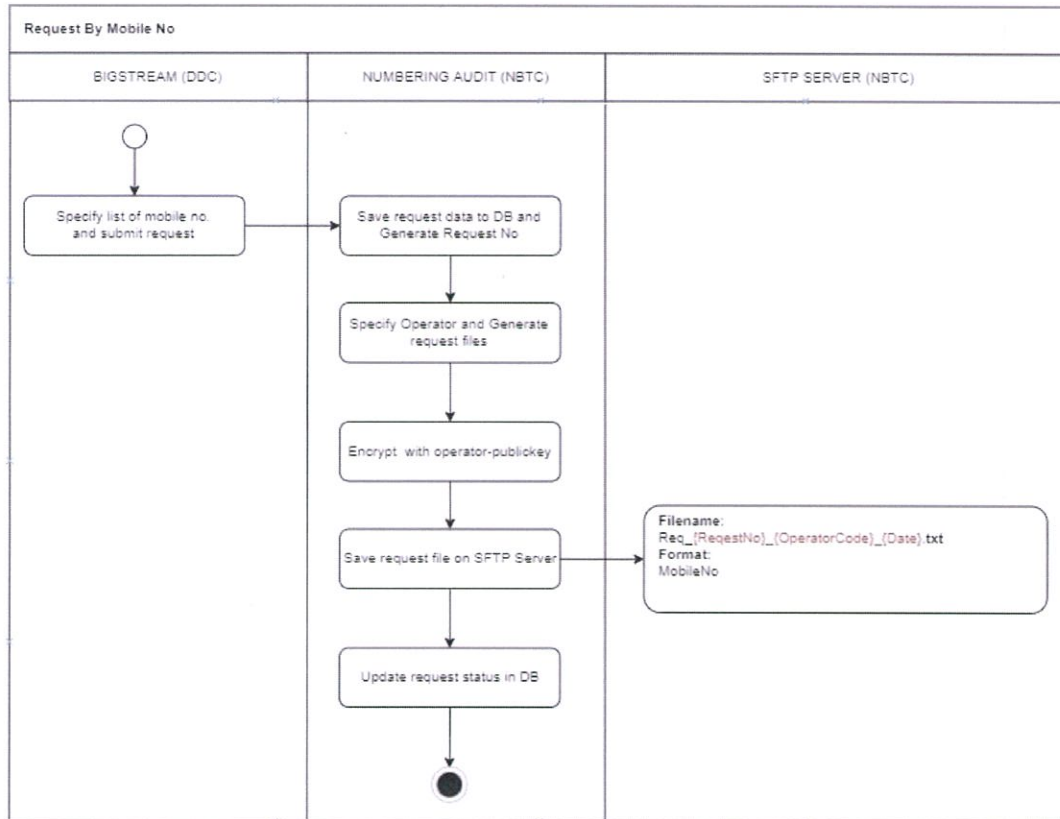 Request By Mobile No
BIGSTREAM (DDC)
NUMBERING AUDIT (NBTC)
SFTP SERVER (NBTC)
Specify list of mobile no.
and submit request
Save request data to DB and
Generate Request No
Specify Operator and Generate
request files
Encrypt with operator-publickey
Save request file on SFTP Server
Filename:
Req_{ReqestNo}_{OperatorCode}_{Date}.txt
Format:
MobileNo
Update request status in DB